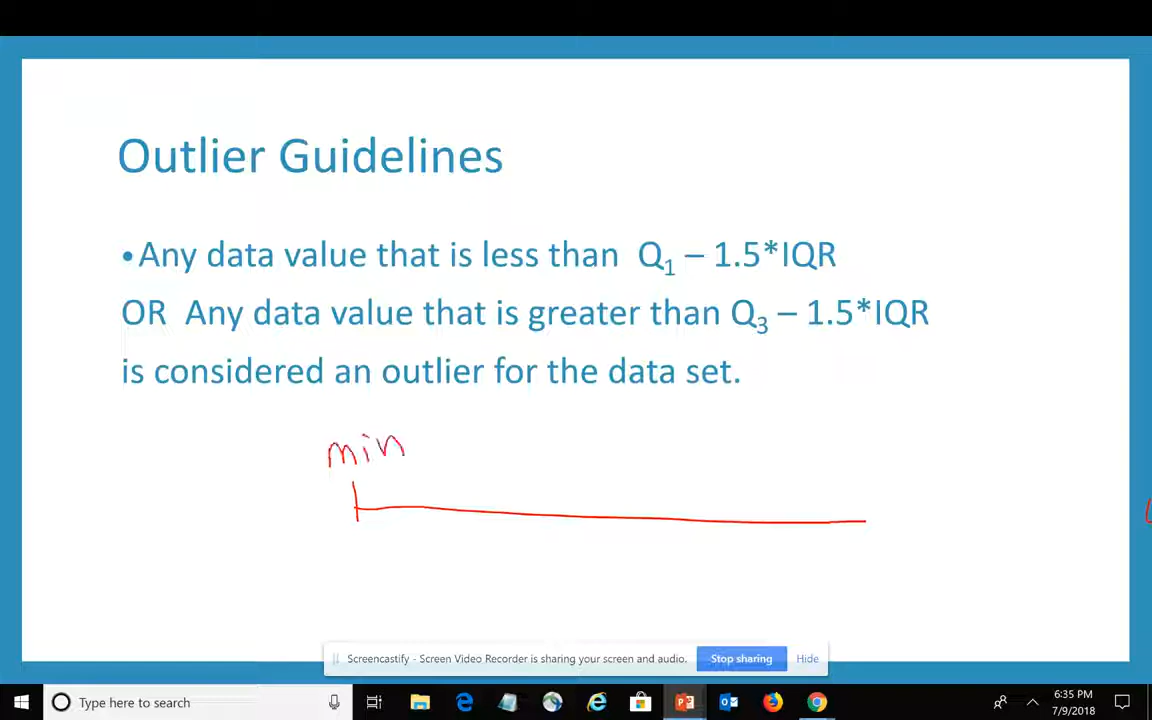 Outlier Guidelines
•Any data value that is less than Q₁ – 1.5*IQR
OR Any data value that is greater than Q₃ – 1.5*IQR
is considered an outlier for the data set.
min
Screencastify - Screen Video Recorder is sharing your screen and audio. Stop sharing Hide
Type here to search
6:35 PM
7/9/2018